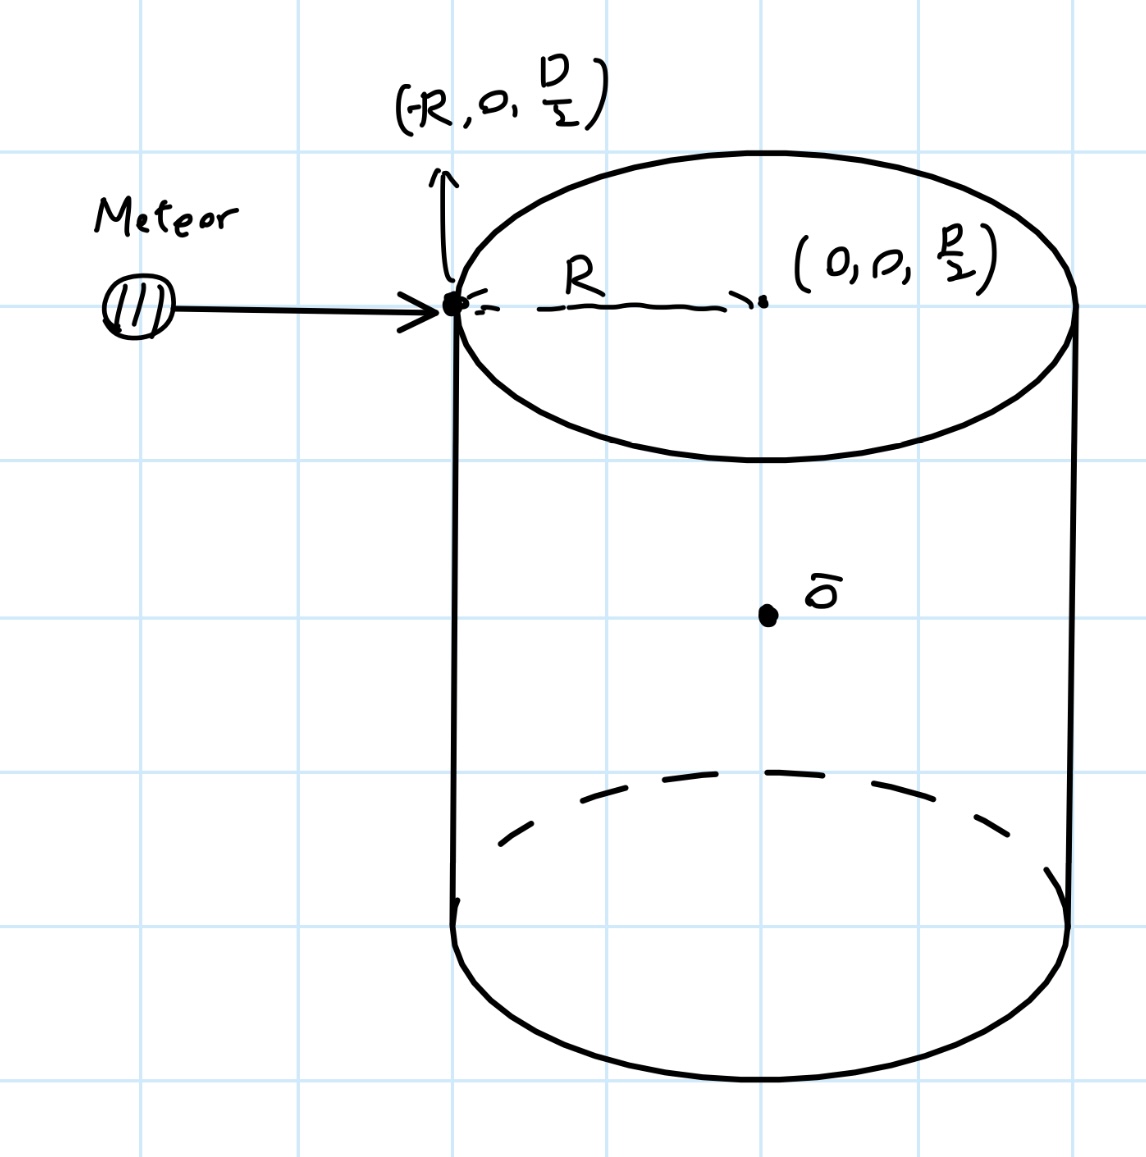 (-R, 0, D/2)
Meteor
R
(0, 0, D/2)
ō